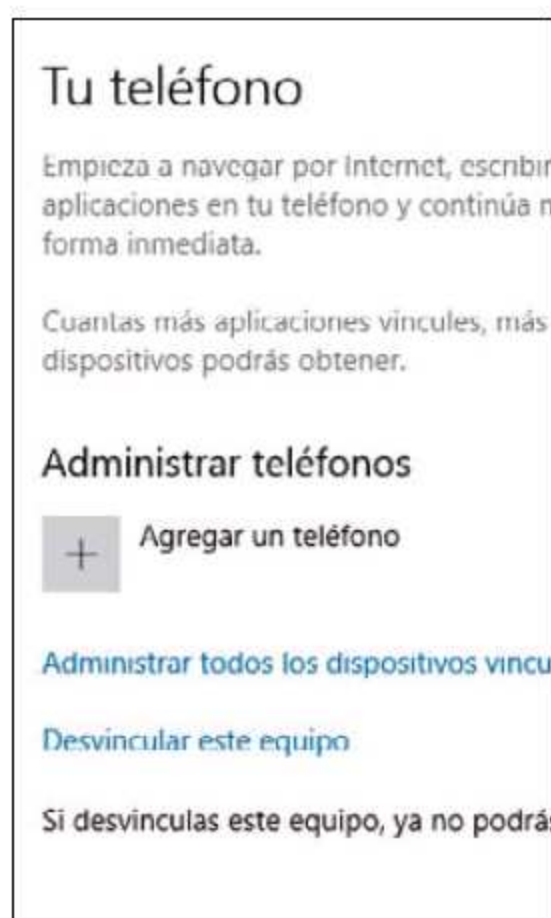 Tu teléfono
Empieza a navegar por Internet, escribir
aplicaciones en tu teléfono y continúa
forma inmediata.
Cuantas más aplicaciones vincules, más
dispositivos podrás obtener.
Administrar teléfonos
+ Agregar un teléfono
Administrar todos los dispositivos vincu
Desvincular este equipo
Si desvinculas este equipo, ya no podrás